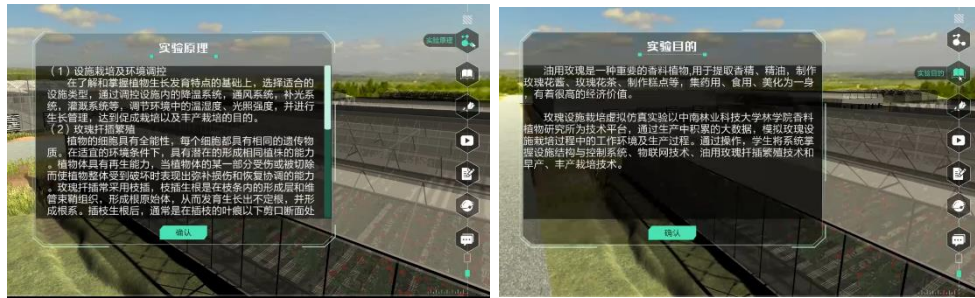 实验原理
实验原理
（1）设施栽培及环境调控
在了解和掌握植物生长发育特点的基础上，选择适合的
设施类型，通过调控设施内的降温系统，通风系统，补光系
统，灌溉系统等，调节环境中的温湿度、光照强度，并进行
生长管理，达到促成栽培以及丰产栽培的目的。
（2）玫瑰扦插繁殖
植物的细胞具有全能性，每个细胞都具有相同的遗传物
质。在适宜的环境条件下，具有潜在的形成相同植株的能力
。植物体具有再生能力，当植物体的某一部分受伤或被切除
而使植物整体受到破坏时表现出弥补损伤和恢复协调的能力
。玫瑰扦插常采用枝插，枝插生根是在枝条内的形成层和维
管束鞘组织，形成根原始体，从而发育生长出不定根，并形
成根系。插枝生根后，通常是在插枝的叶痕以下剪口断面处
确认
实验目的
实验目的
油用玫瑰是一种重要的香料植物,用于提取香精、精油，制作
玫瑰花酱、玫瑰花茶、制作糕点等，集药用、食用、美化为一身
，有着很高的经济价值。
玫瑰设施栽培虚拟仿真实验以中南林业科技大学林学院香料
植物研究所为技术平台，通过生产中积累的大数据，模拟玫瑰设
施栽培过程中的工作环境及生产过程。通过操作，学生将系统掌
握设施结构与控制系统、物联网技术、油用玫瑰扦插繁殖技术和
早产、丰产栽培技术。
确认